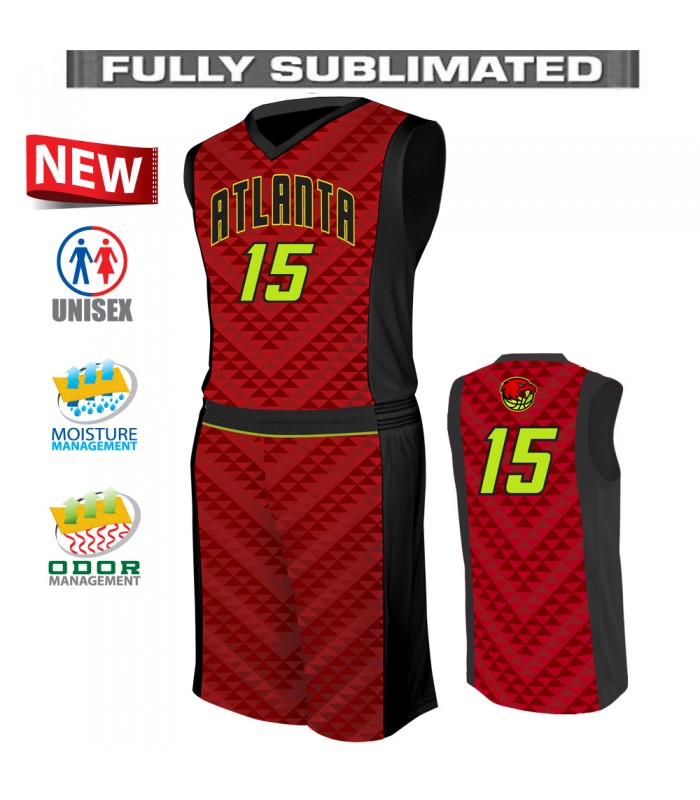 FULLY SUBLIMATED
NEW
ATLANTA
15
UNISEX
MOISTURE
MANAGEMENT
15
ODOR
MANAGEMENT